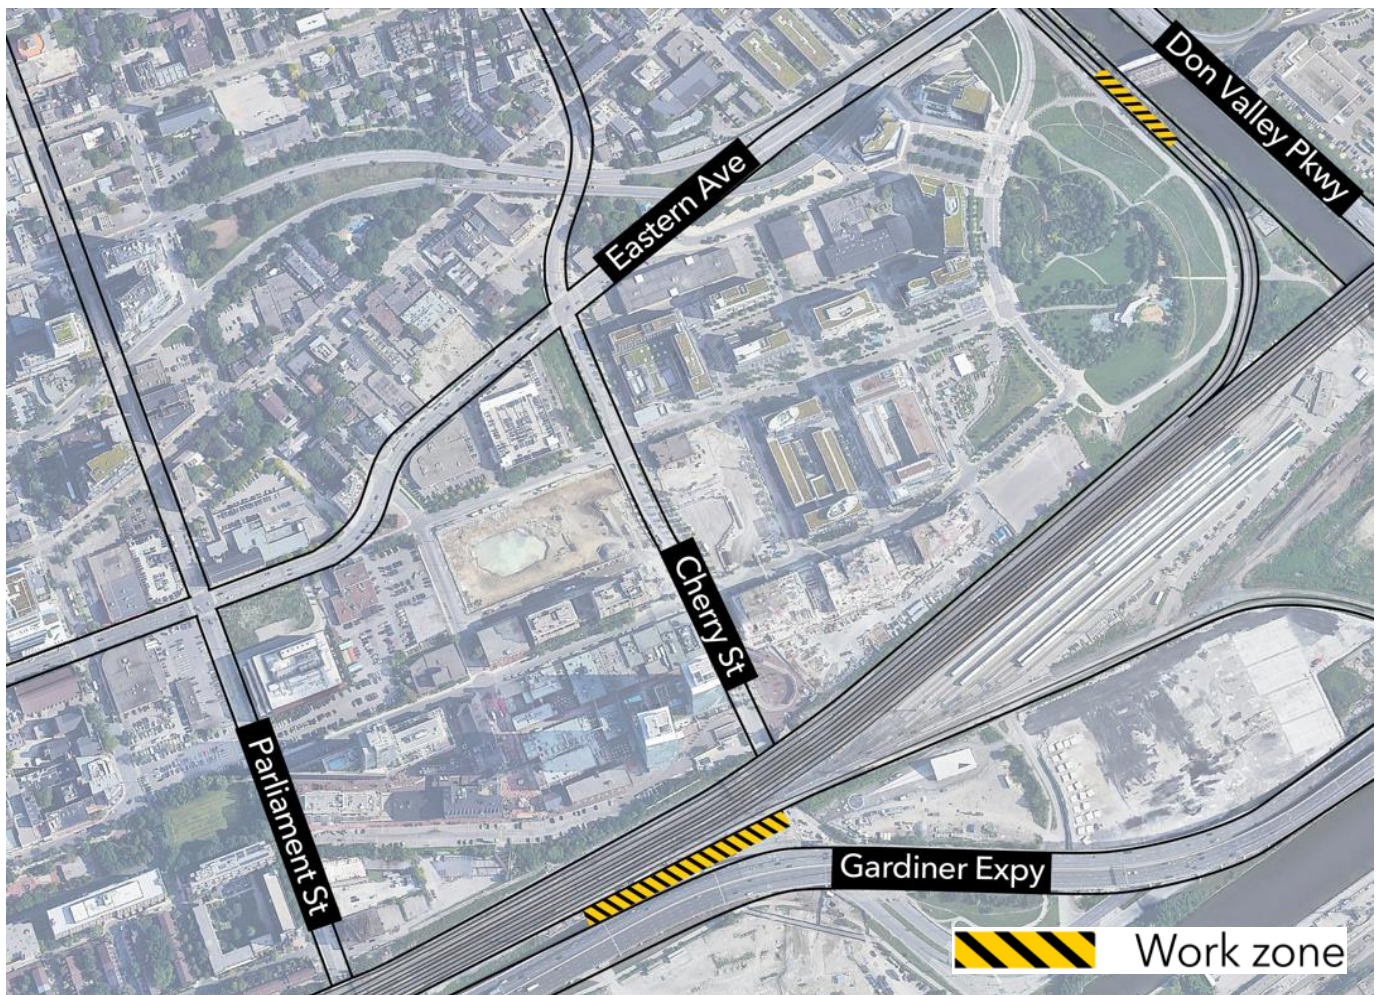 Don Valley Pkwy
Eastern Ave
Cherry St
Parliament St
Gardiner Expy
Work zone